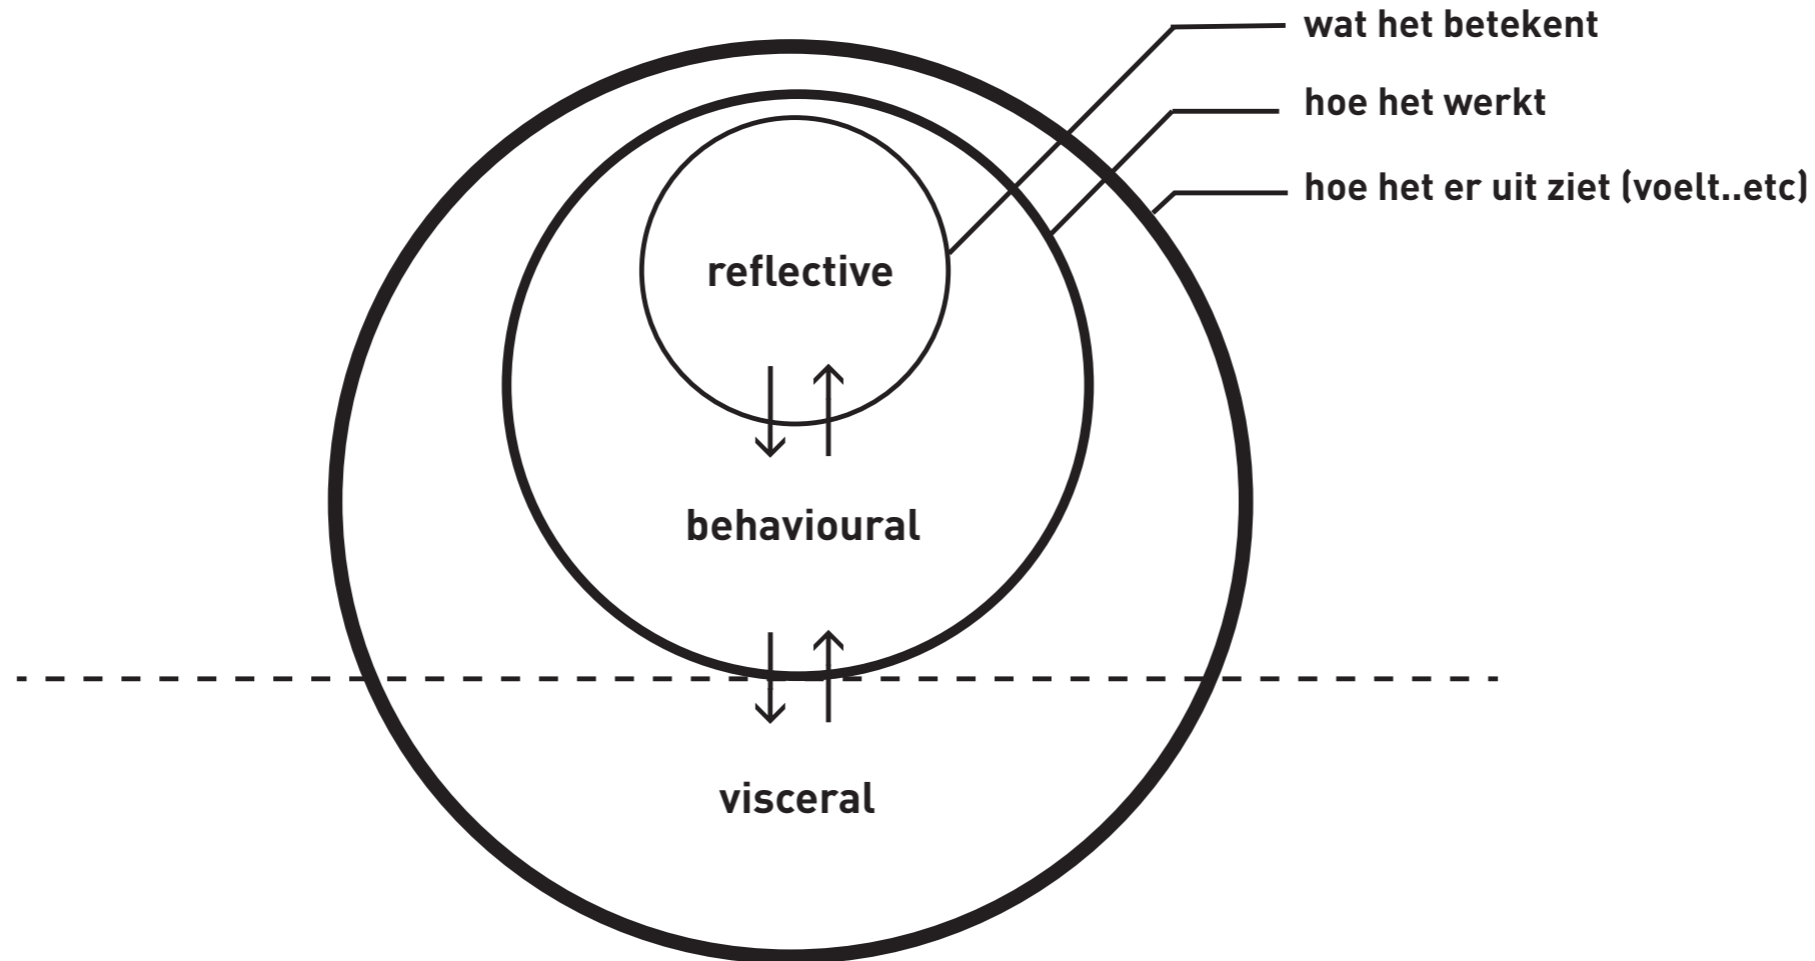 wat het betekent
hoe het werkt
hoe het er uit ziet (voelt..etc)
reflective
behavioural
visceral